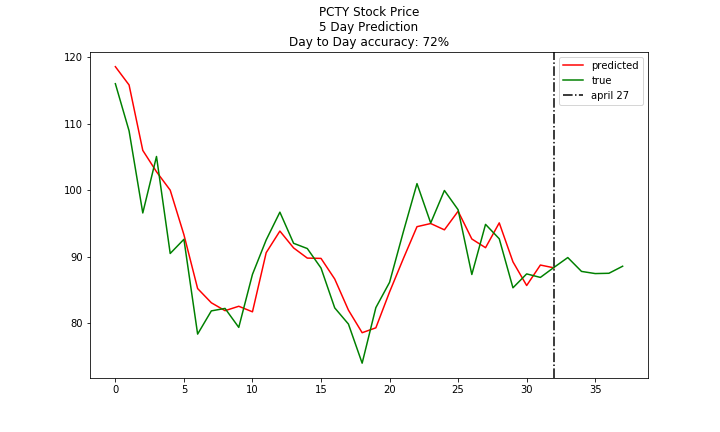 PCTY Stock Price
5 Day Prediction
Day to Day accuracy: 72%
predicted
true
april 27
120
110
100
90
80
0 5 10 15 20 25 30 35